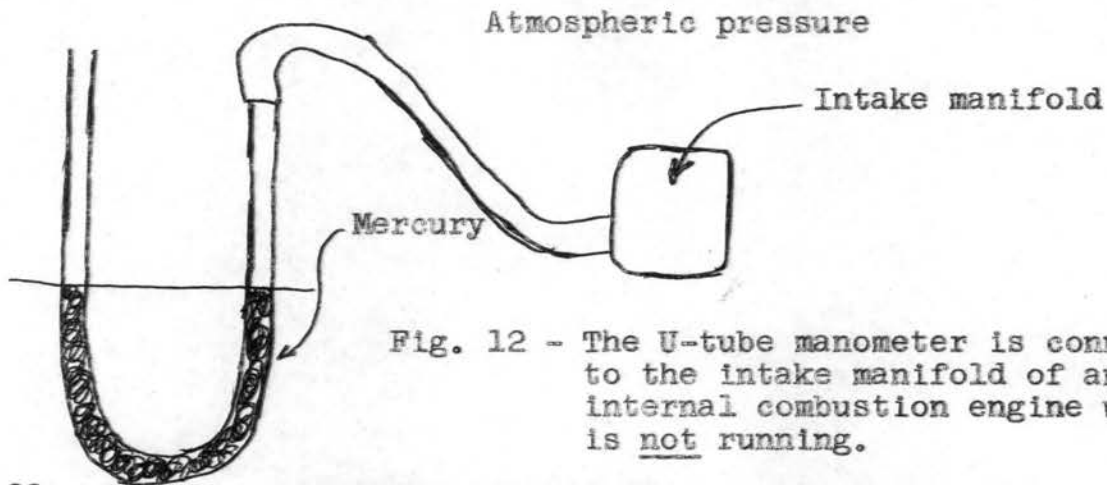 Atmospheric pressure
Intake manifold
Mercury
Fig. 12 - The U-tube manometer is
to the intake manifold of
internal combustion engine
is not running.